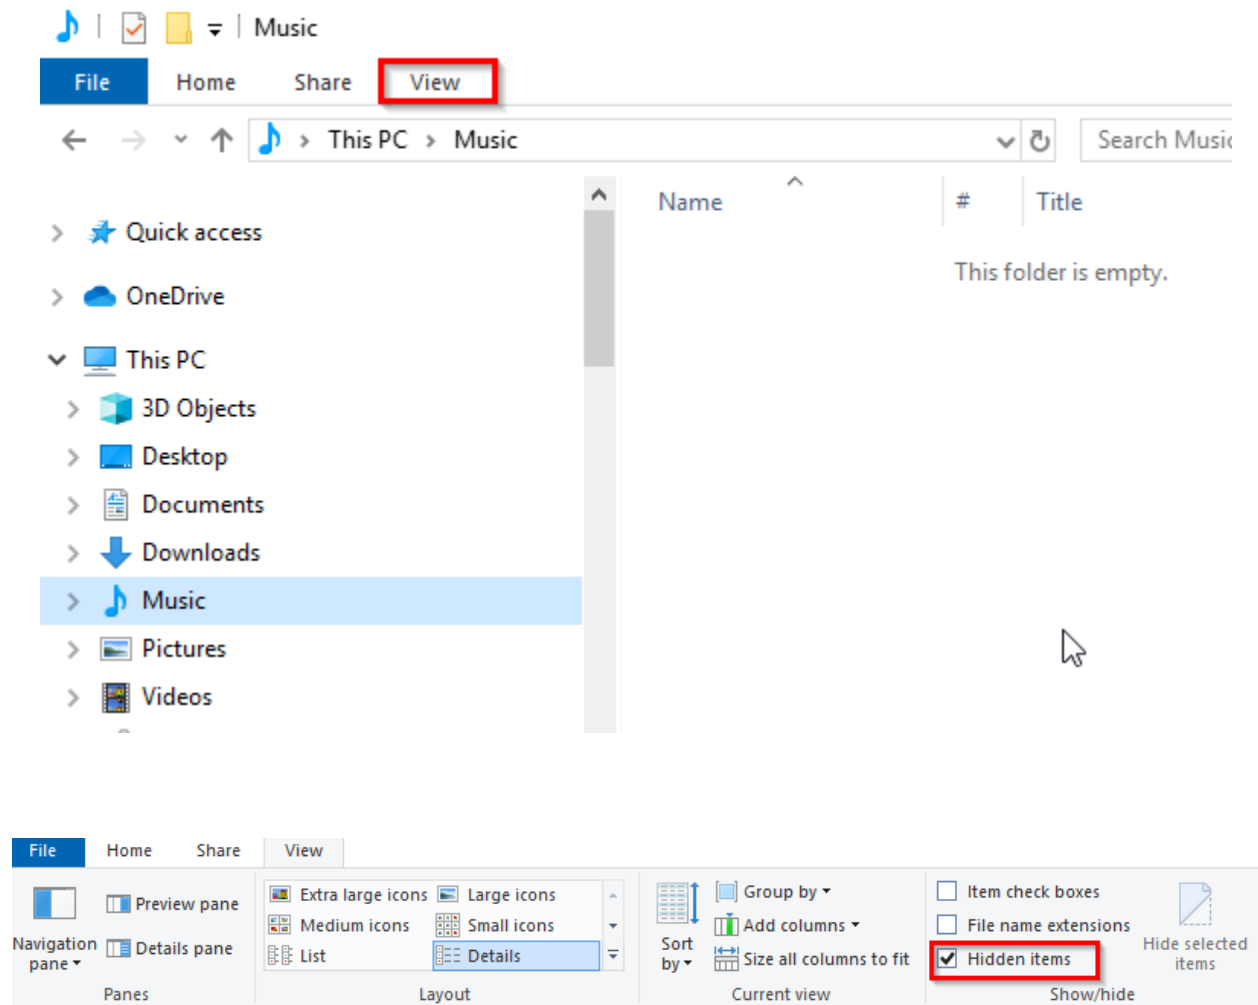 Music
File Home Share View
This PC Music
Search Music
Name # Title
This folder is empty.
Quick access
OneDrive
This PC
3D Objects
Desktop
Documents
Downloads
Music
Pictures
Videos
File Home Share View
Navigation pane
Preview pane
Details pane
Panes
Extra large icons Large icons
Medium icons Small icons
List Details
Layout
Sort by
Group by
Add columns
Size all columns to fit
Current view
Item check boxes
File name extensions
Hidden items
Hide selected items
Show/hide